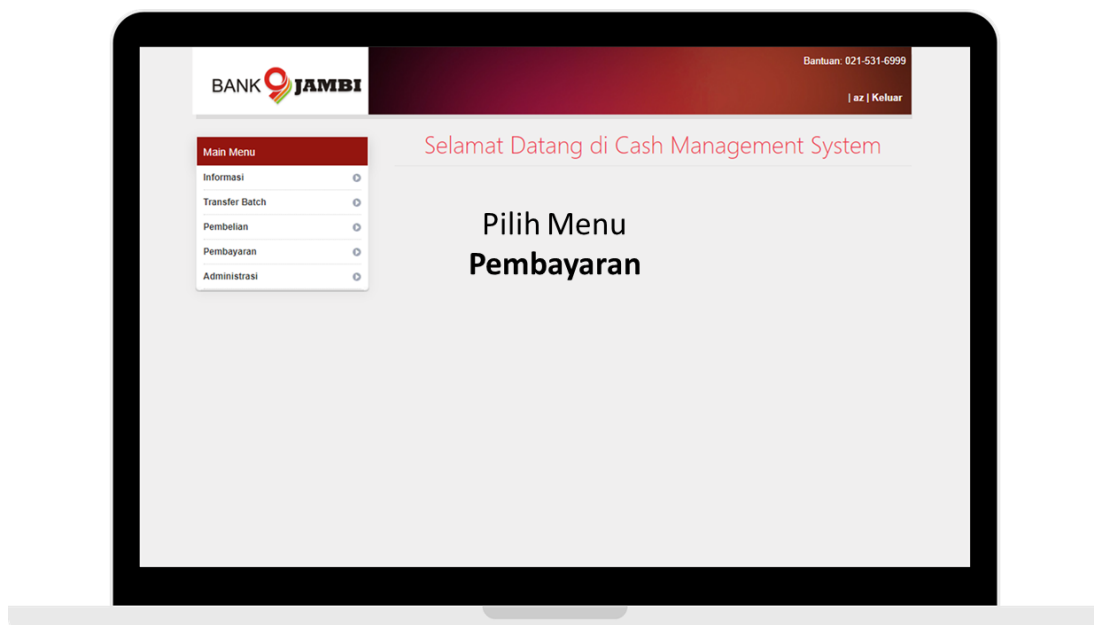 BANK 9 JAMBI
Bantuan: 021-531-6999
| az | Keluar
Main Menu
Informasi
Transfer Batch
Pembelian
Pembayaran
Administrasi
Selamat Datang di Cash Management System
Pilih Menu
Pembayaran